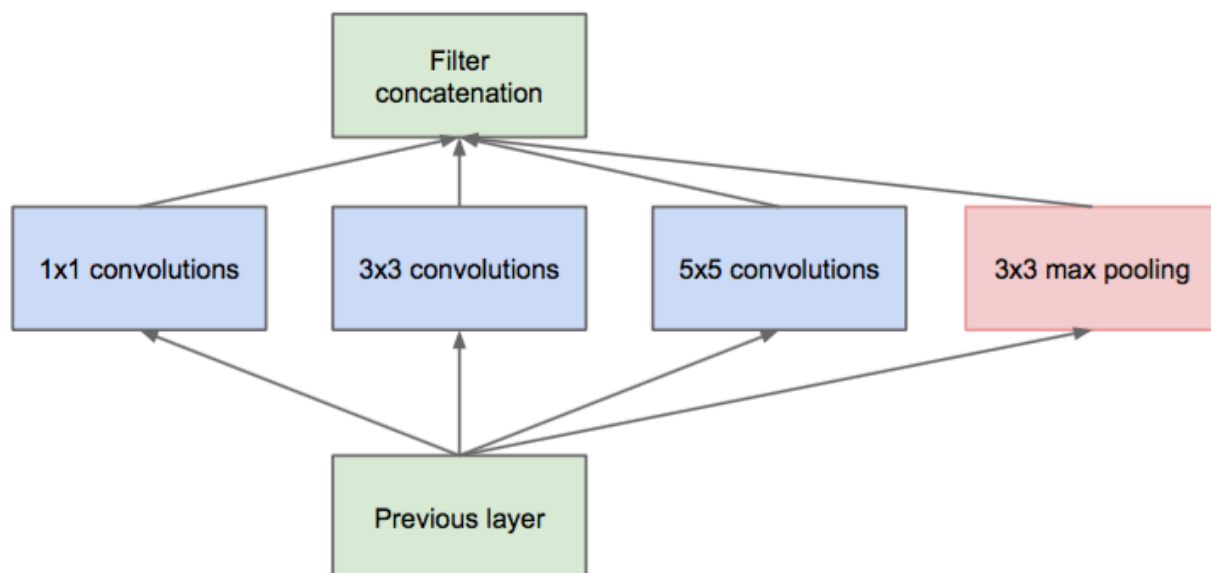 Filter
concatenation
1x1 convolutions
3x3 convolutions
5x5 convolutions
3x3 max pooling
Previous layer